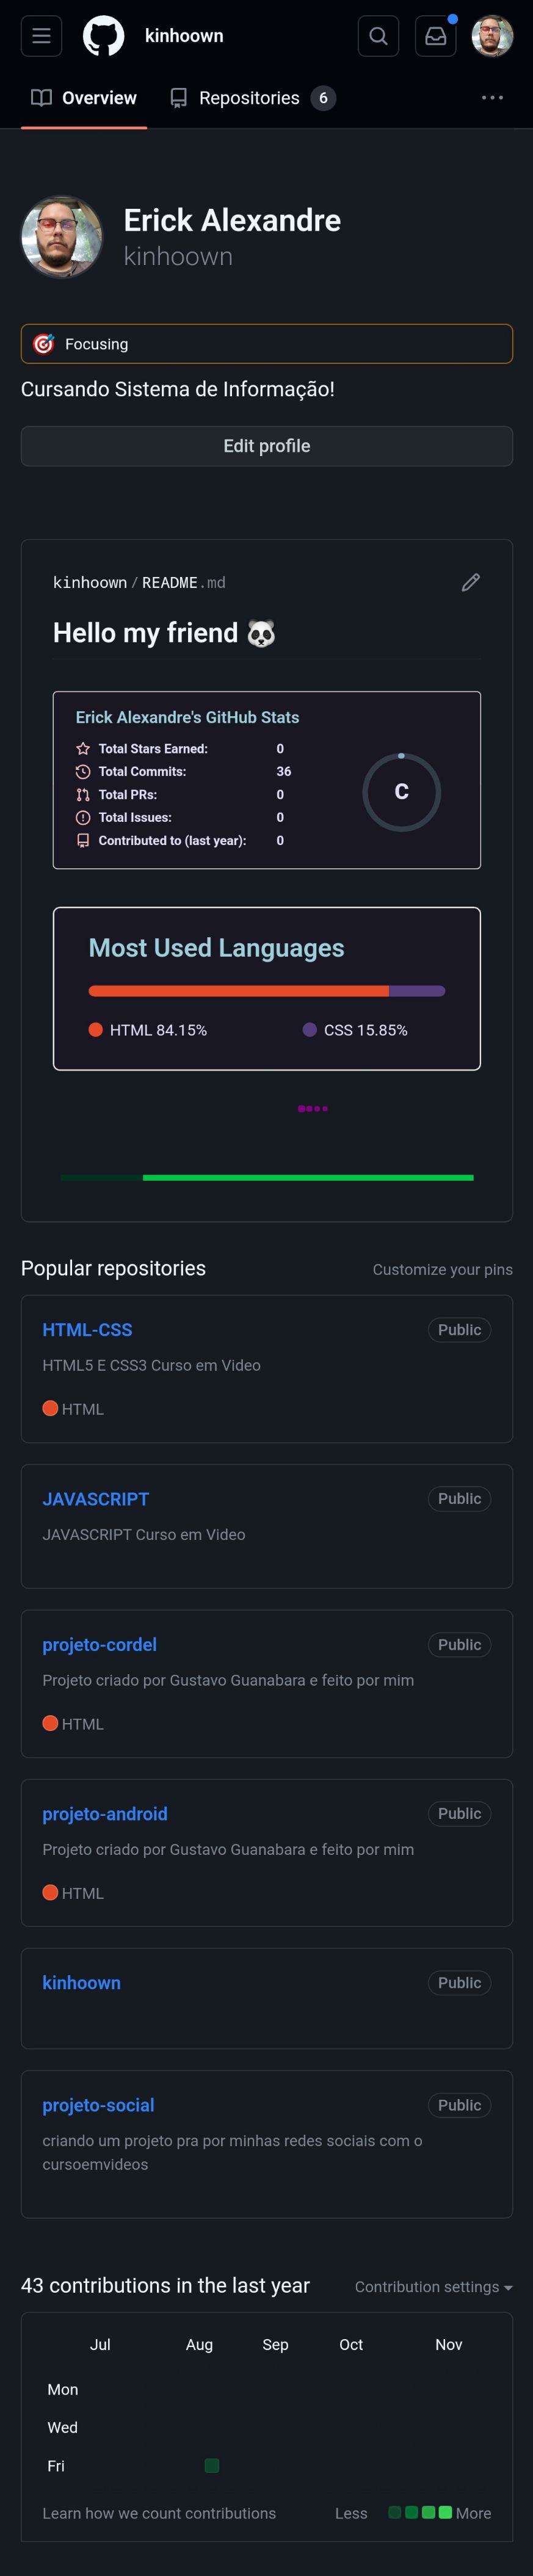 kinhoown
Overview
Repositories 6
Erick Alexandre
kinhoown
Focusing
Cursando Sistema de Informação!
Edit profile
kinhoown / README.md
Hello my friend
Erick Alexandre's GitHub Stats
Total Stars Earned: 0
Total Commits: 36
Total PRs: 0
Total Issues: 0
Contributed to (last year): 0
C
Most Used Languages
HTML 84.15% CSS 15.85%
Popular repositories Customize your pins
HTML-CSS Public
HTML5 E CSS3 Curso em Video
HTML
JAVASCRIPT Public
JAVASCRIPT Curso em Video
projeto-cordel Public
Projeto criado por Gustavo Guanabara e feito por mim
HTML
projeto-android Public
Projeto criado por Gustavo Guanabara e feito por mim
HTML
kinhoown Public
projeto-social Public
criando um projeto pra por minhas redes sociais com o
cursoemvideos
43 contributions in the last year Contribution settings
Jul Aug Sep Oct Nov
Mon
Wed
Fri
Learn how we count contributions Less More